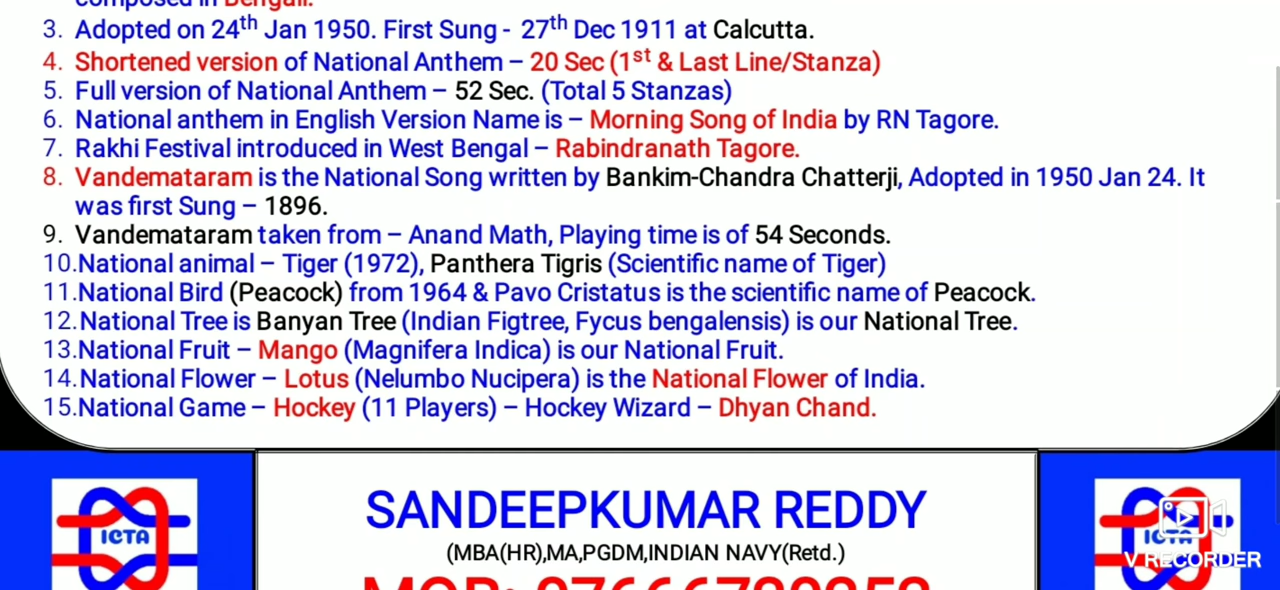 composed in Bengali.
3. Adopted on 24th Jan 1950. First Sung - 27th Dec 1911 at Calcutta.
4. Shortened version of National Anthem – 20 Sec (1st & Last Line/Stanza)
5. Full version of National Anthem – 52 Sec. (Total 5 Stanzas)
6. National anthem in English Version Name is – Morning Song of India by RN Tagore.
7. Rakhi Festival introduced in West Bengal – Rabindranath Tagore.
8. Vandemataram is the National Song written by Bankim-Chandra Chatterji, Adopted in 1950 Jan 24. It
was first Sung – 1896.
9. Vandemataram taken from – Anand Math, Playing time is of 54 Seconds.
10.National animal – Tiger (1972), Panthera Tigris (Scientific name of Tiger)
11.National Bird (Peacock) from 1964 & Pavo Cristatus is the scientific name of Peacock.
12.National Tree is Banyan Tree (Indian Figtree, Fycus bengalensis) is our National Tree.
13.National Fruit – Mango (Magnifera Indica) is our National Fruit.
14.National Flower – Lotus (Nelumbo Nucipera) is the National Flower of India.
15.National Game – Hockey (11 Players) – Hockey Wizard – Dhyan Chand.
SANDEEPKUMAR REDDY
(MBA(HR),MA,PGDM,INDIAN NAVY(Retd.)
ICTA
ICTA
V RECORDER